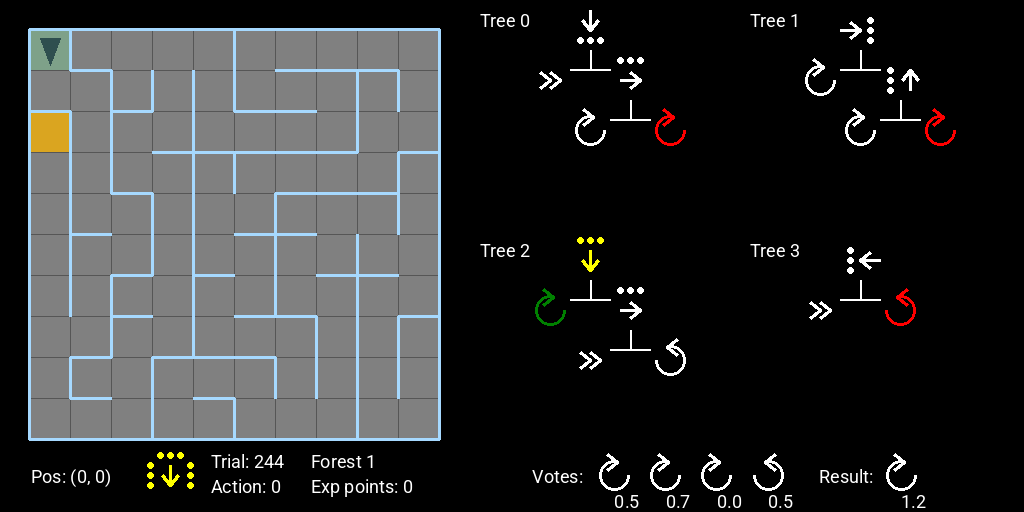 Tree 0
Tree 1
Tree 2
Tree 3
Pos: (0, 0)
Trial: 244
Forest 1
Action: 0
Exp points: 0
Votes:
0.5
0.7
0.0
0.5
Result:
1.2